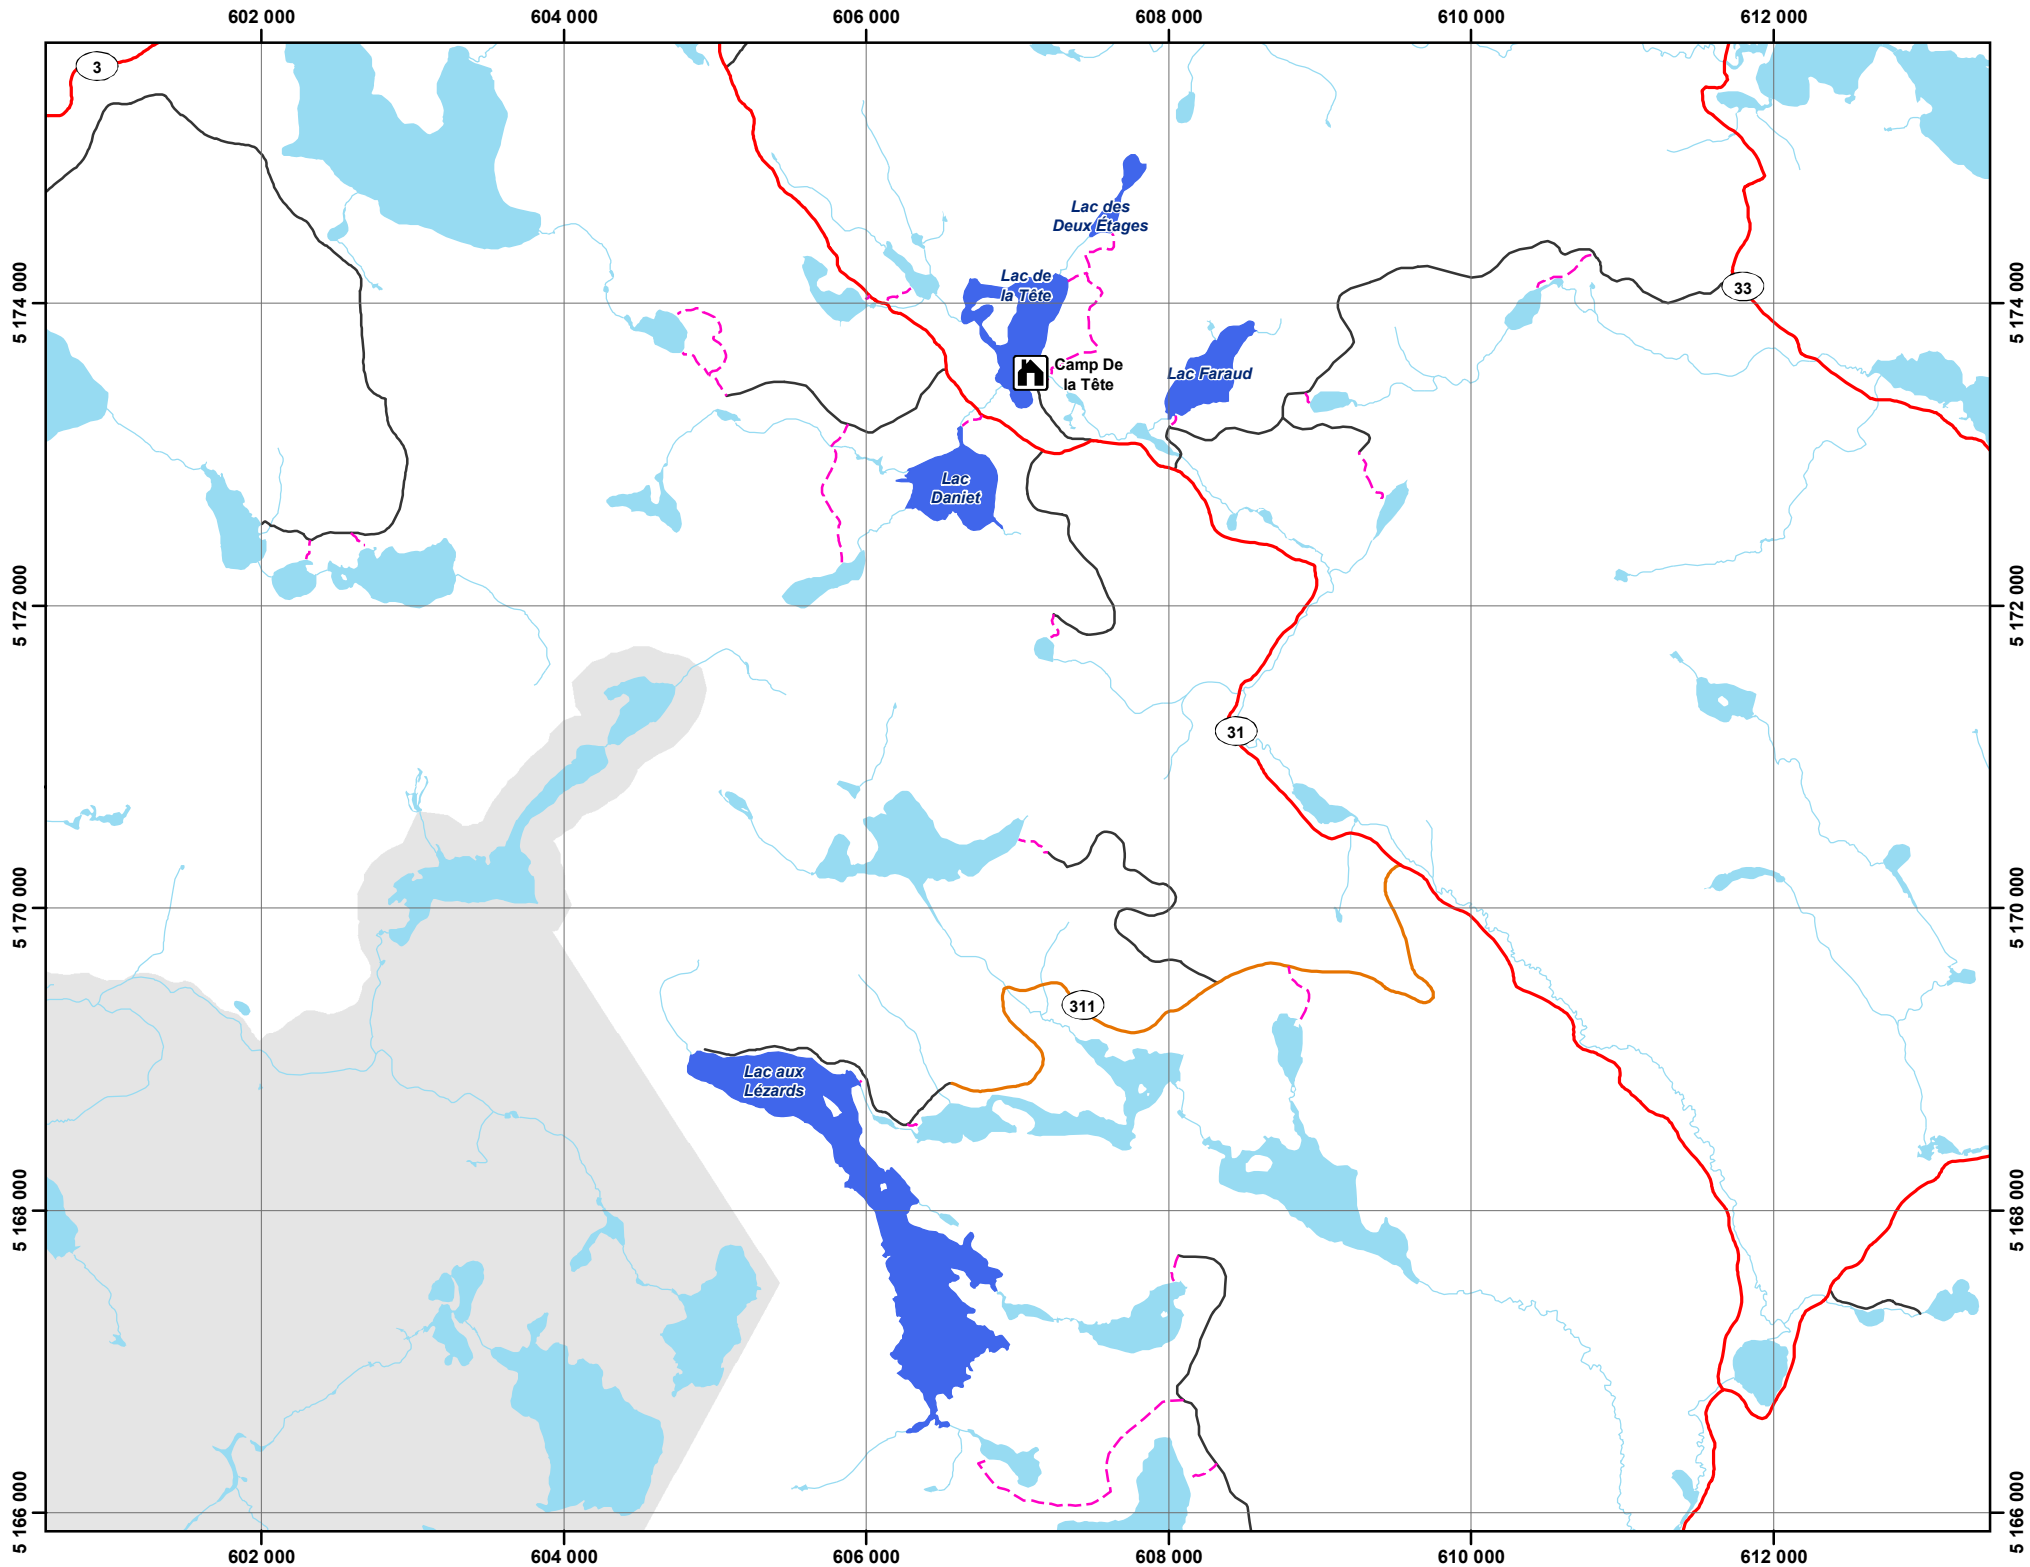 602 000 604 000 606 000 608 000 610 000 612 000
3
Lac des
Deux Étages
Lac de
la Tête
5 174 000
33
5 174 000
Camp De
la Tête
Lac Faraud
Lac
Daniet
5 172 000
5 172 000
31
5 170 000
5 170 000
311
Lac aux
Lézards
5 168 000
5 168 000
5 166 000
5 166 000
602 000 604 000 606 000 608 000 610 000 612 000